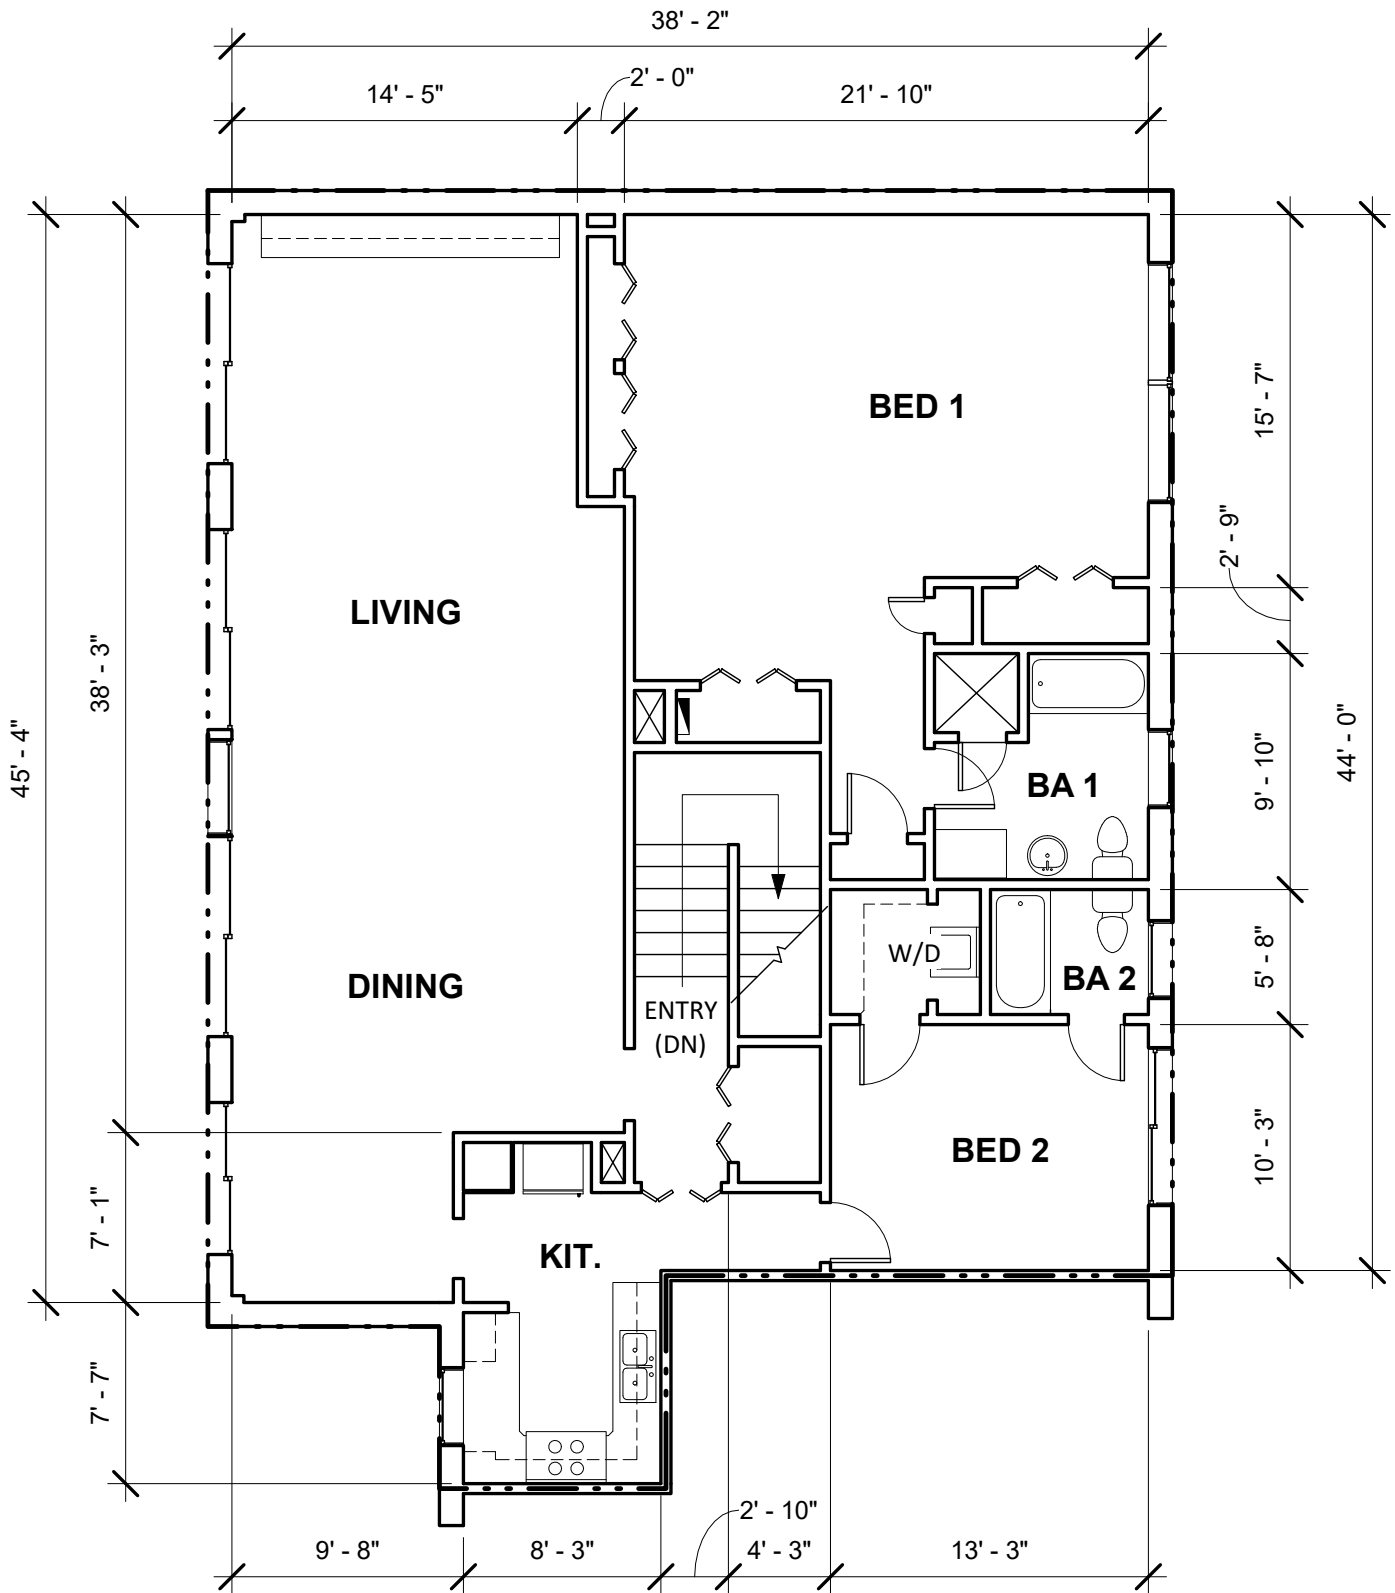 38' - 2"
2' - 0"
14' - 5"
21' - 10"
BED 1
15' - 7"
2' - 9"
LIVING
38' - 3"
45' - 4"
BA 1
9' - 10"
44' - 0"
W/D
BA 2
5' - 8"
DINING
ENTRY
(DN)
BED 2
10' - 3"
7' - 1"
KIT.
7' - 7"
2' - 10"
9' - 8"
8' - 3"
4' - 3"
13' - 3"